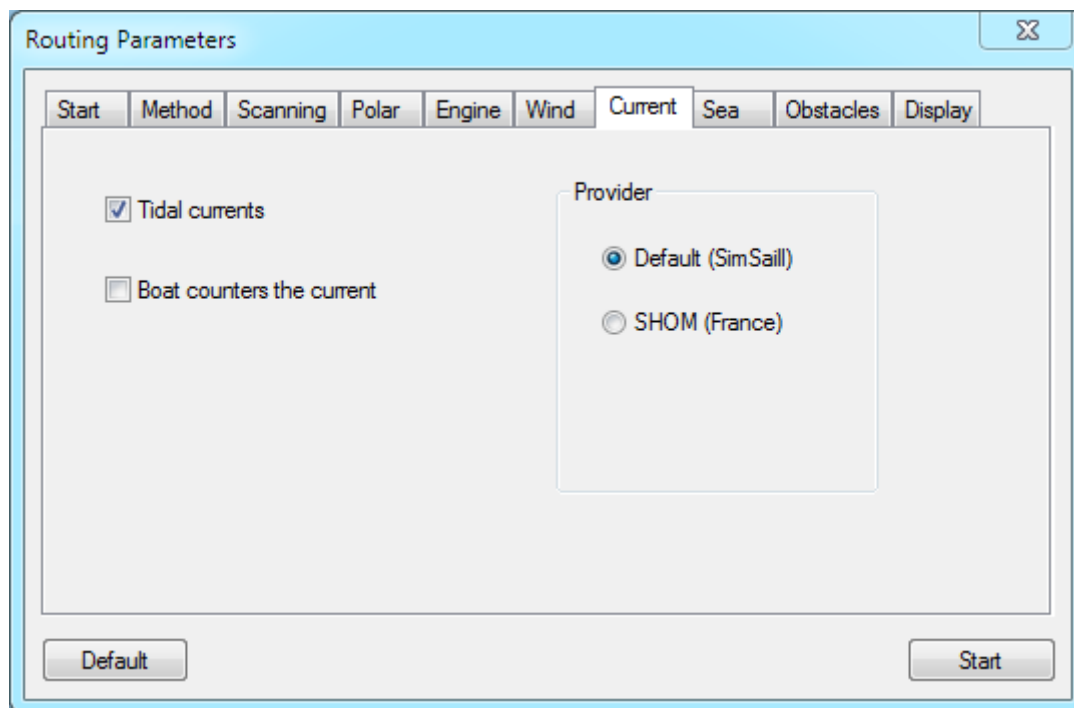 Routing Parameters
Start Method Scanning Polar Engine Wind Current Sea Obstacles Display
Tidal currents
Boat counters the current
Provider
Default (SimSaill)
SHOM (France)
Default
Start